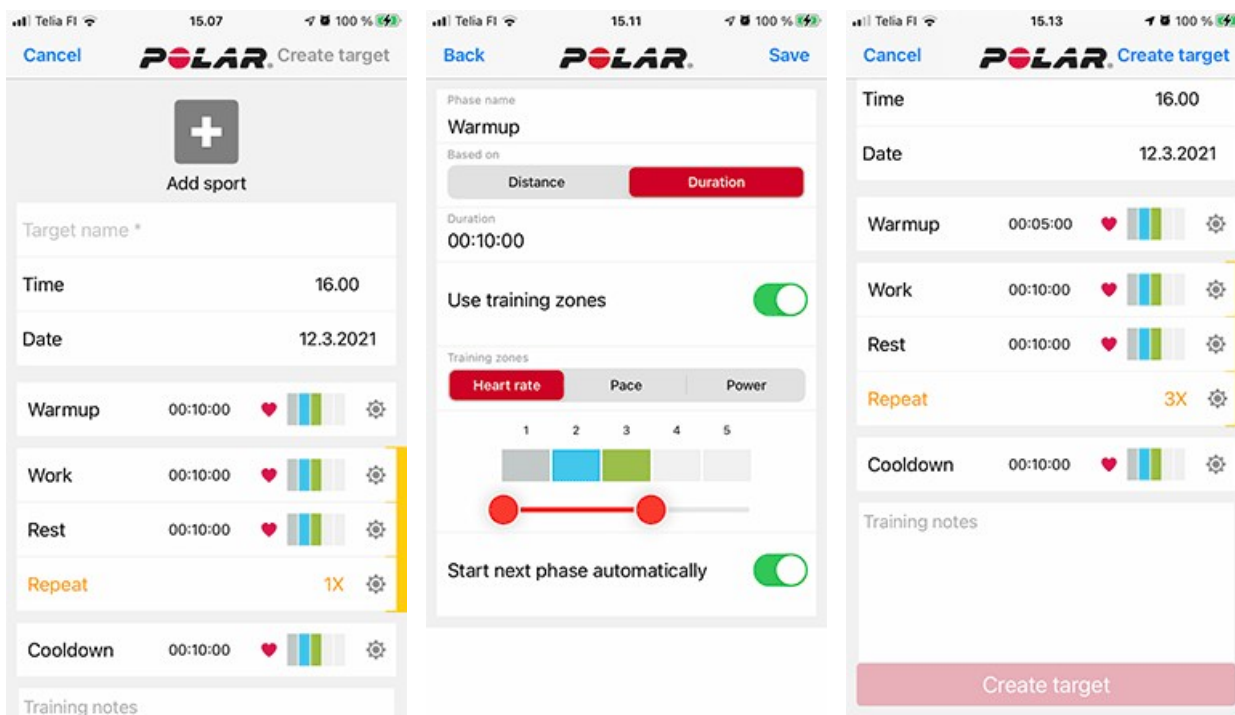 Telia FI 15.07 100 %
Cancel POLAR. Create target
Add sport
Target name *
Time 16.00
Date 12.3.2021
Warmup 00:10:00
Work 00:10:00
Rest 00:10:00
Repeat 1X
Cooldown 00:10:00
Training notes
Telia FI 15.11 100 %
Back POLAR. Save
Phase name
Warmup
Based on
Distance Duration
Duration
00:10:00
Use training zones
Training zones
Heart rate Pace Power
1 2 3 4 5
Start next phase automatically
Telia FI 15.13 100 %
Cancel POLAR. Create target
Time 16.00
Date 12.3.2021
Warmup 00:05:00
Work 00:10:00
Rest 00:10:00
Repeat 3X
Cooldown 00:10:00
Training notes
Create target